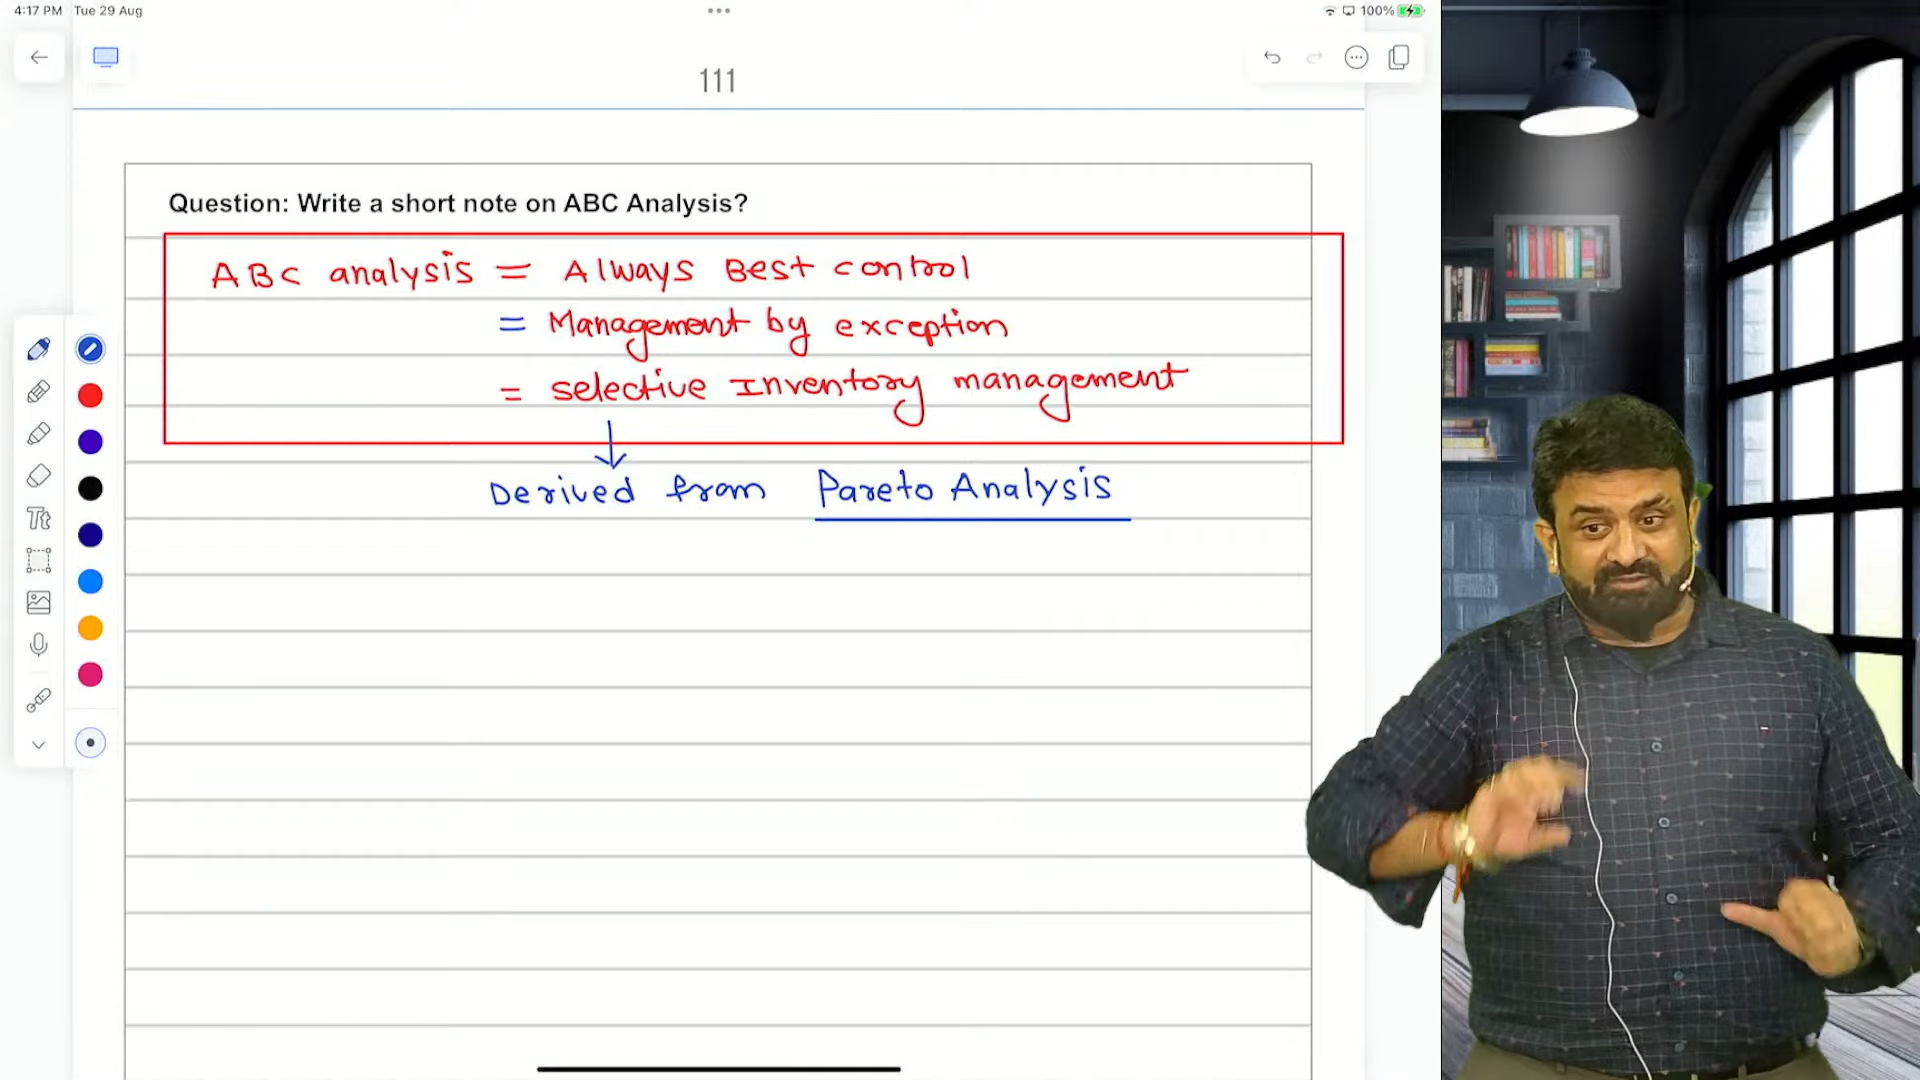 4:17 PM Tue 29 Aug
100%
111
Question: Write a short note on ABC Analysis?
ABC analysis = Always Best control
= Management by exception
= selective Inventory management
↓
Derived from Pareto Analysis
Tt